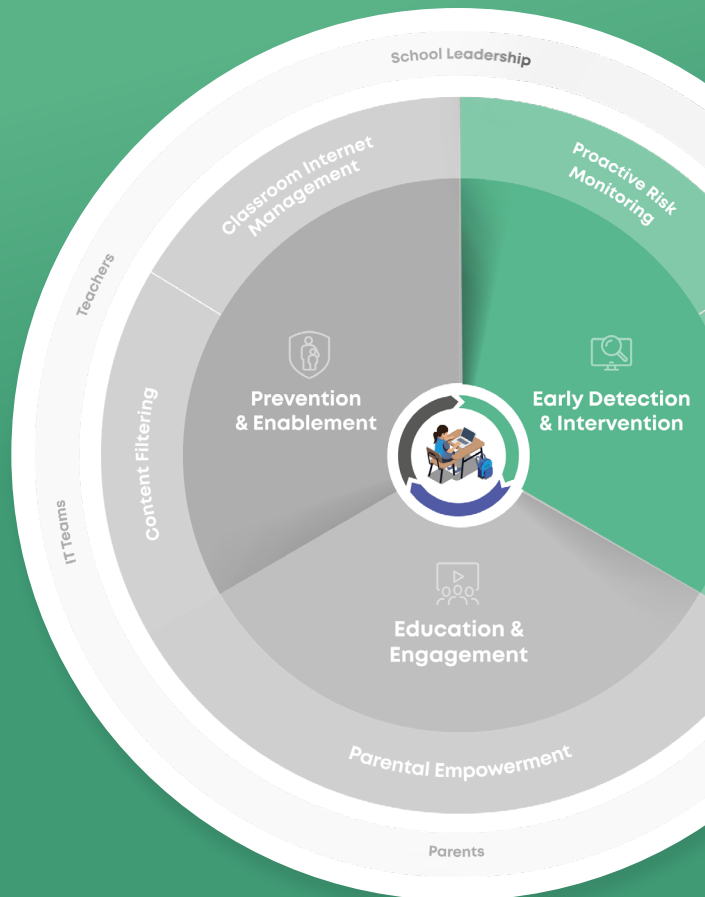 School Leadership
Classroom Internet
Management
Proactive Risk
Monitoring
Teachers
Prevention
& Enablement
Early Detection
& Intervention
Content Filtering
IT Teams
Education &
Engagement
Parental Empowerment
Parents